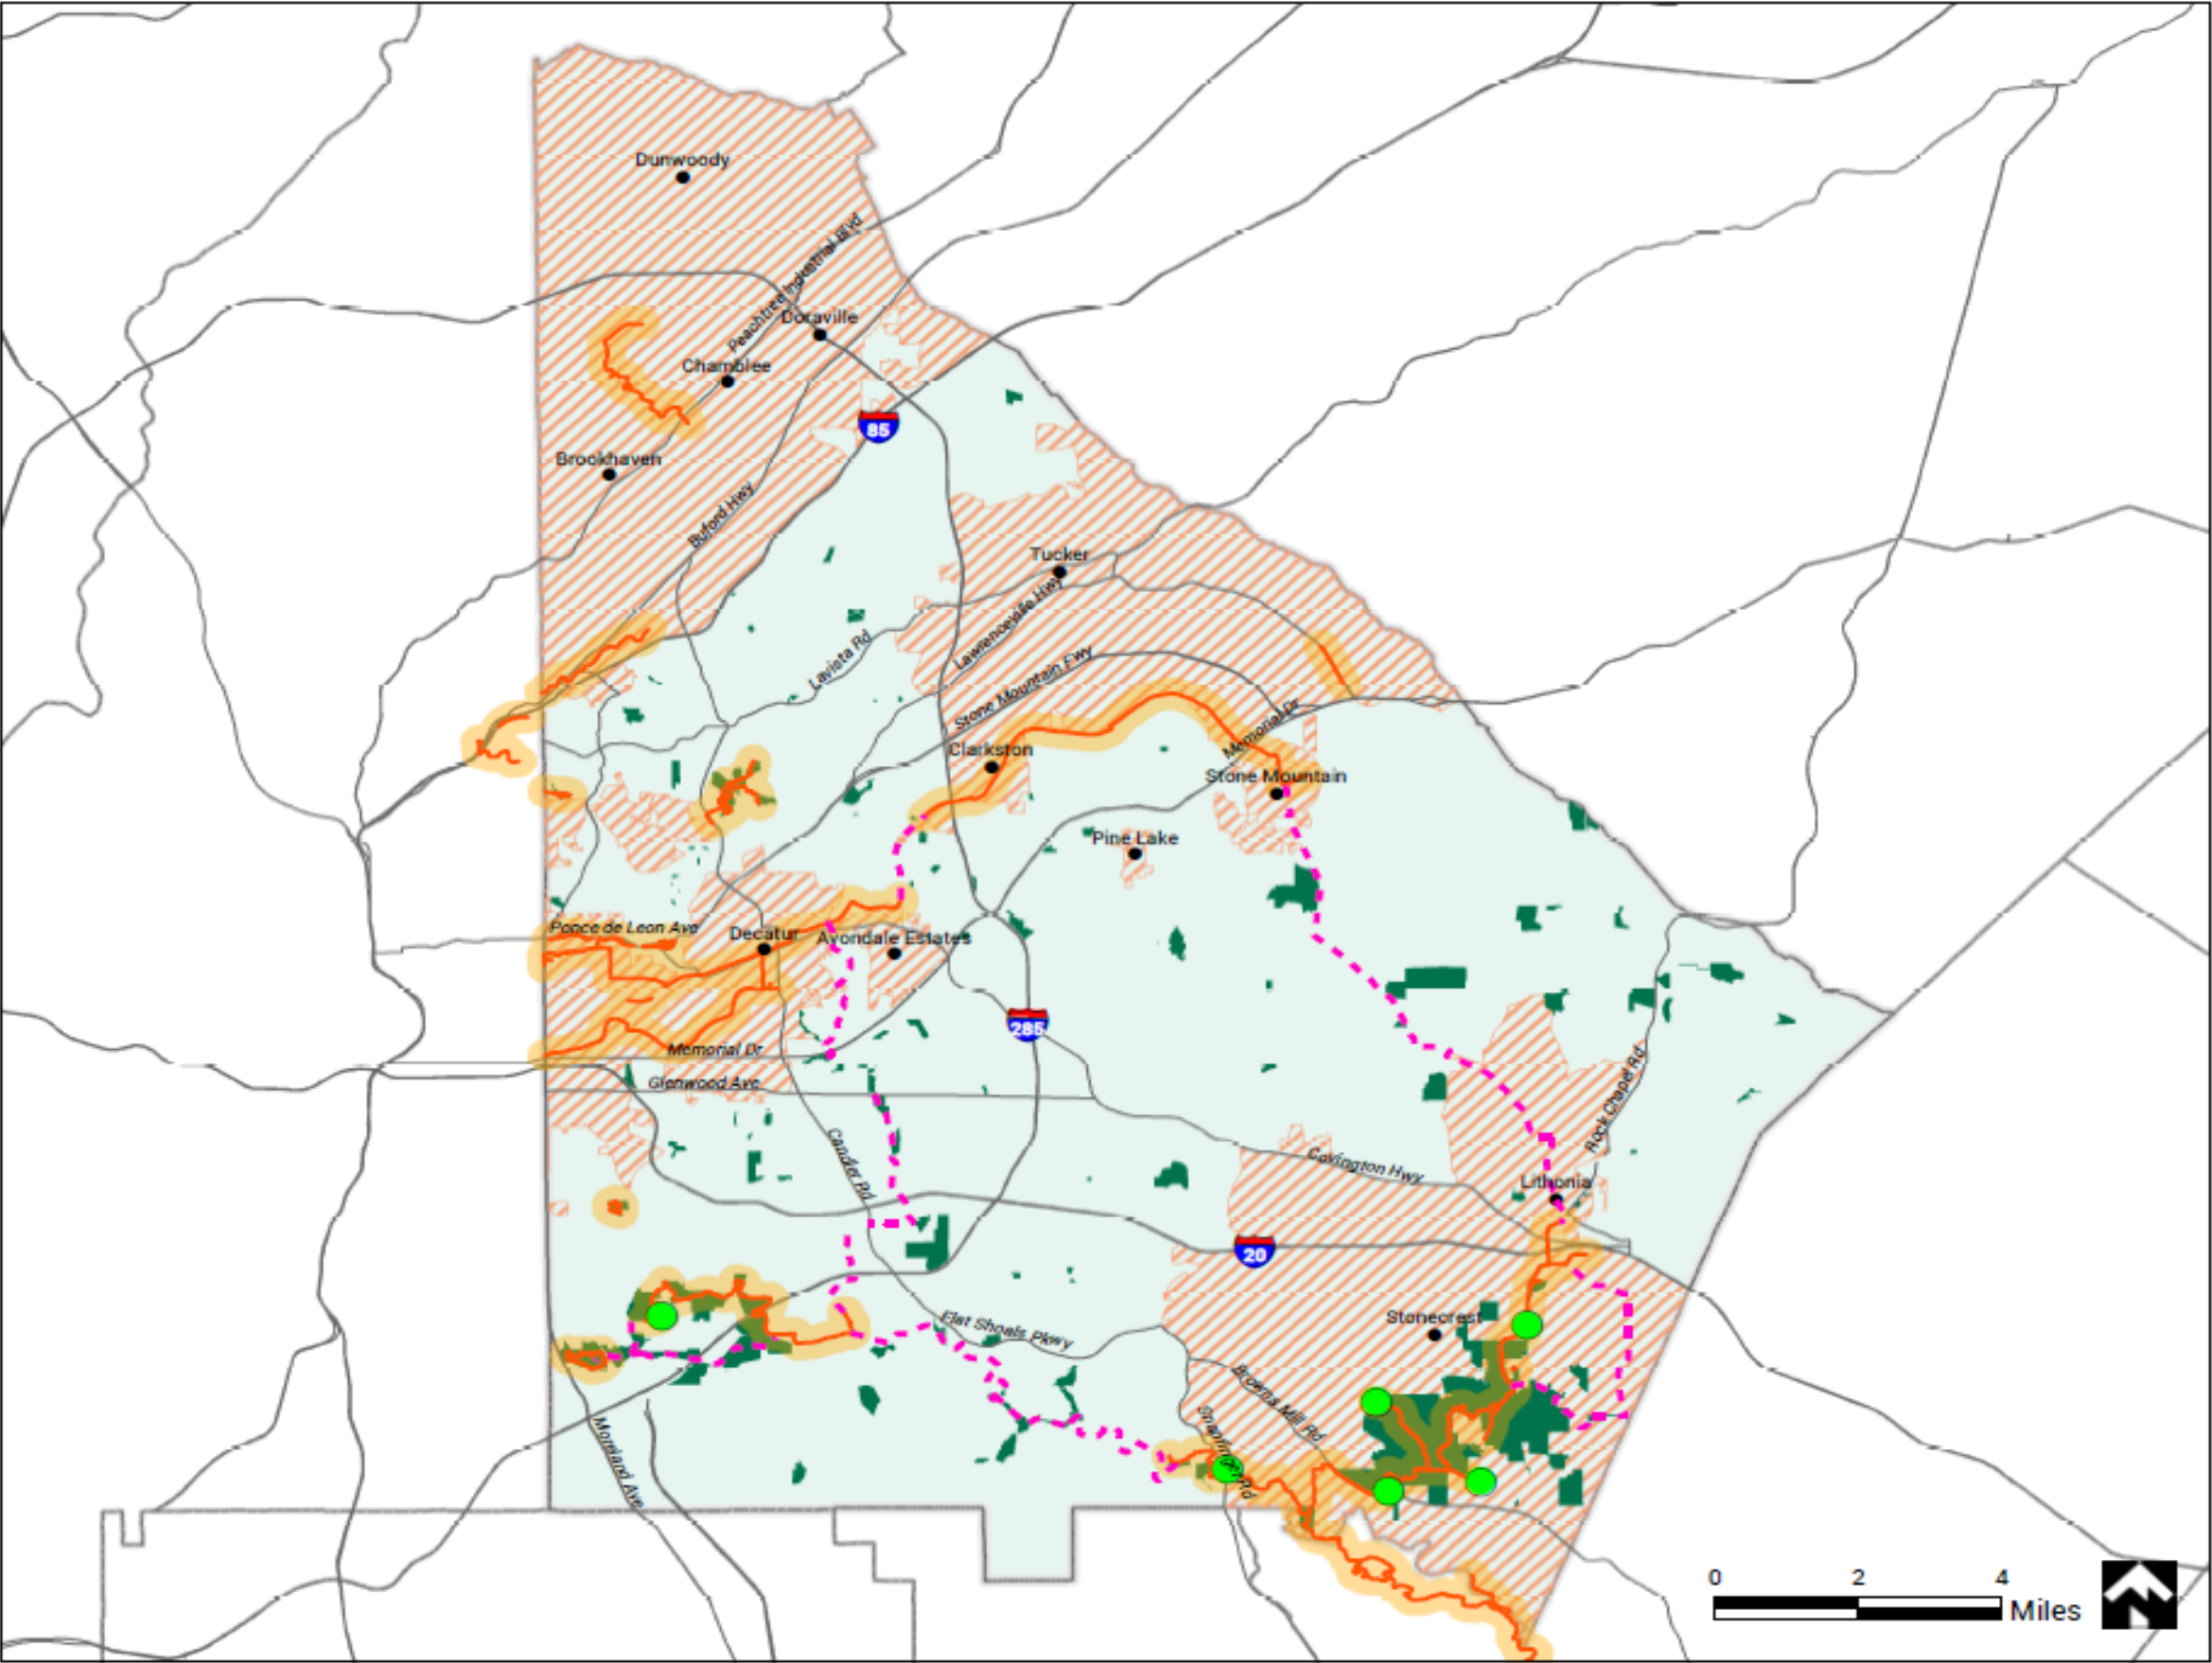 Dunwoody
Peachtree Industrial Blvd
Doraville
Chamblee
85
Brookhaven
Buford Hwy
Tucker
Lawrenceville Hwy
Lavista Rd
Stone Mountain Fwy
Memorial Dr
Clarkston
Stone Mountain
Pine Lake
Ponce de Leon Ave
Decatur
Avondale Estates
285
Memorial Dr
Glenwood Ave
Rock Chapel Rd
Candler Rd
Covington Hwy
Lithonia
20
Flat Shoals Pkwy
Stonecrest
Browns Mill Rd
Snapfinger Rd
Moreland Ave
0 2 4
Miles